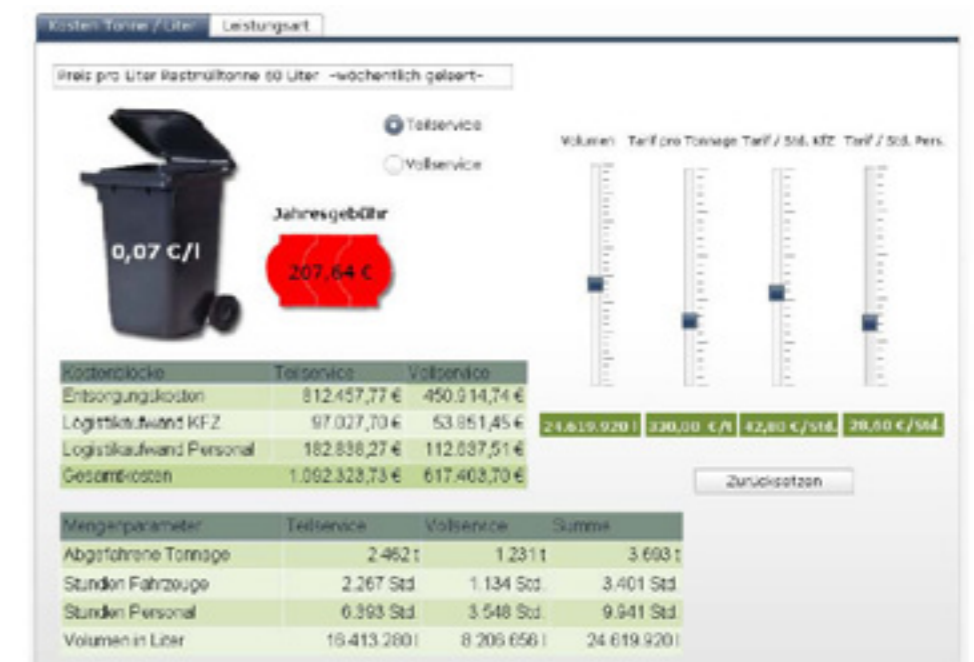 Kosten Tonne / Liter Leistungsart
Preis pro Liter Restmülltonne 60 Liter -wöchentlich geleert-
Teilservice
Vollservice
Volumen Tarif pro Tonnage Tarif / Std. KfZ Tarif / Std. Pers.
Jahresgebühr
0,07 €/l
207,64 €
Kostenblöcke Teilservice Vollservice
Entsorgungskosten 812.457,77 € 450.914,74 €
Logistikaufwand KFZ 97.027,70 € 53.851,45 €
24.619.920 l 330,00 €/t 42,80 €/Std. 28,60 €/Std.
Logistikaufwand Personal 182.838,27 € 112.637,51 €
Gesamtkosten 1.092.323,73 € 617.403,70 €
Zurücksetzen
Mengenparameter Teilservice Vollservice Summe
Abgefahrene Tonnage 2.462 t 1.231 t 3.693 t
Stunden Fahrzeuge 2.267 Std. 1.134 Std. 3.401 Std.
Stunden Personal 6.393 Std. 3.548 Std. 9.941 Std.
Volumen in Liter 16.413.280 l 8.206.656 l 24.619.920 l